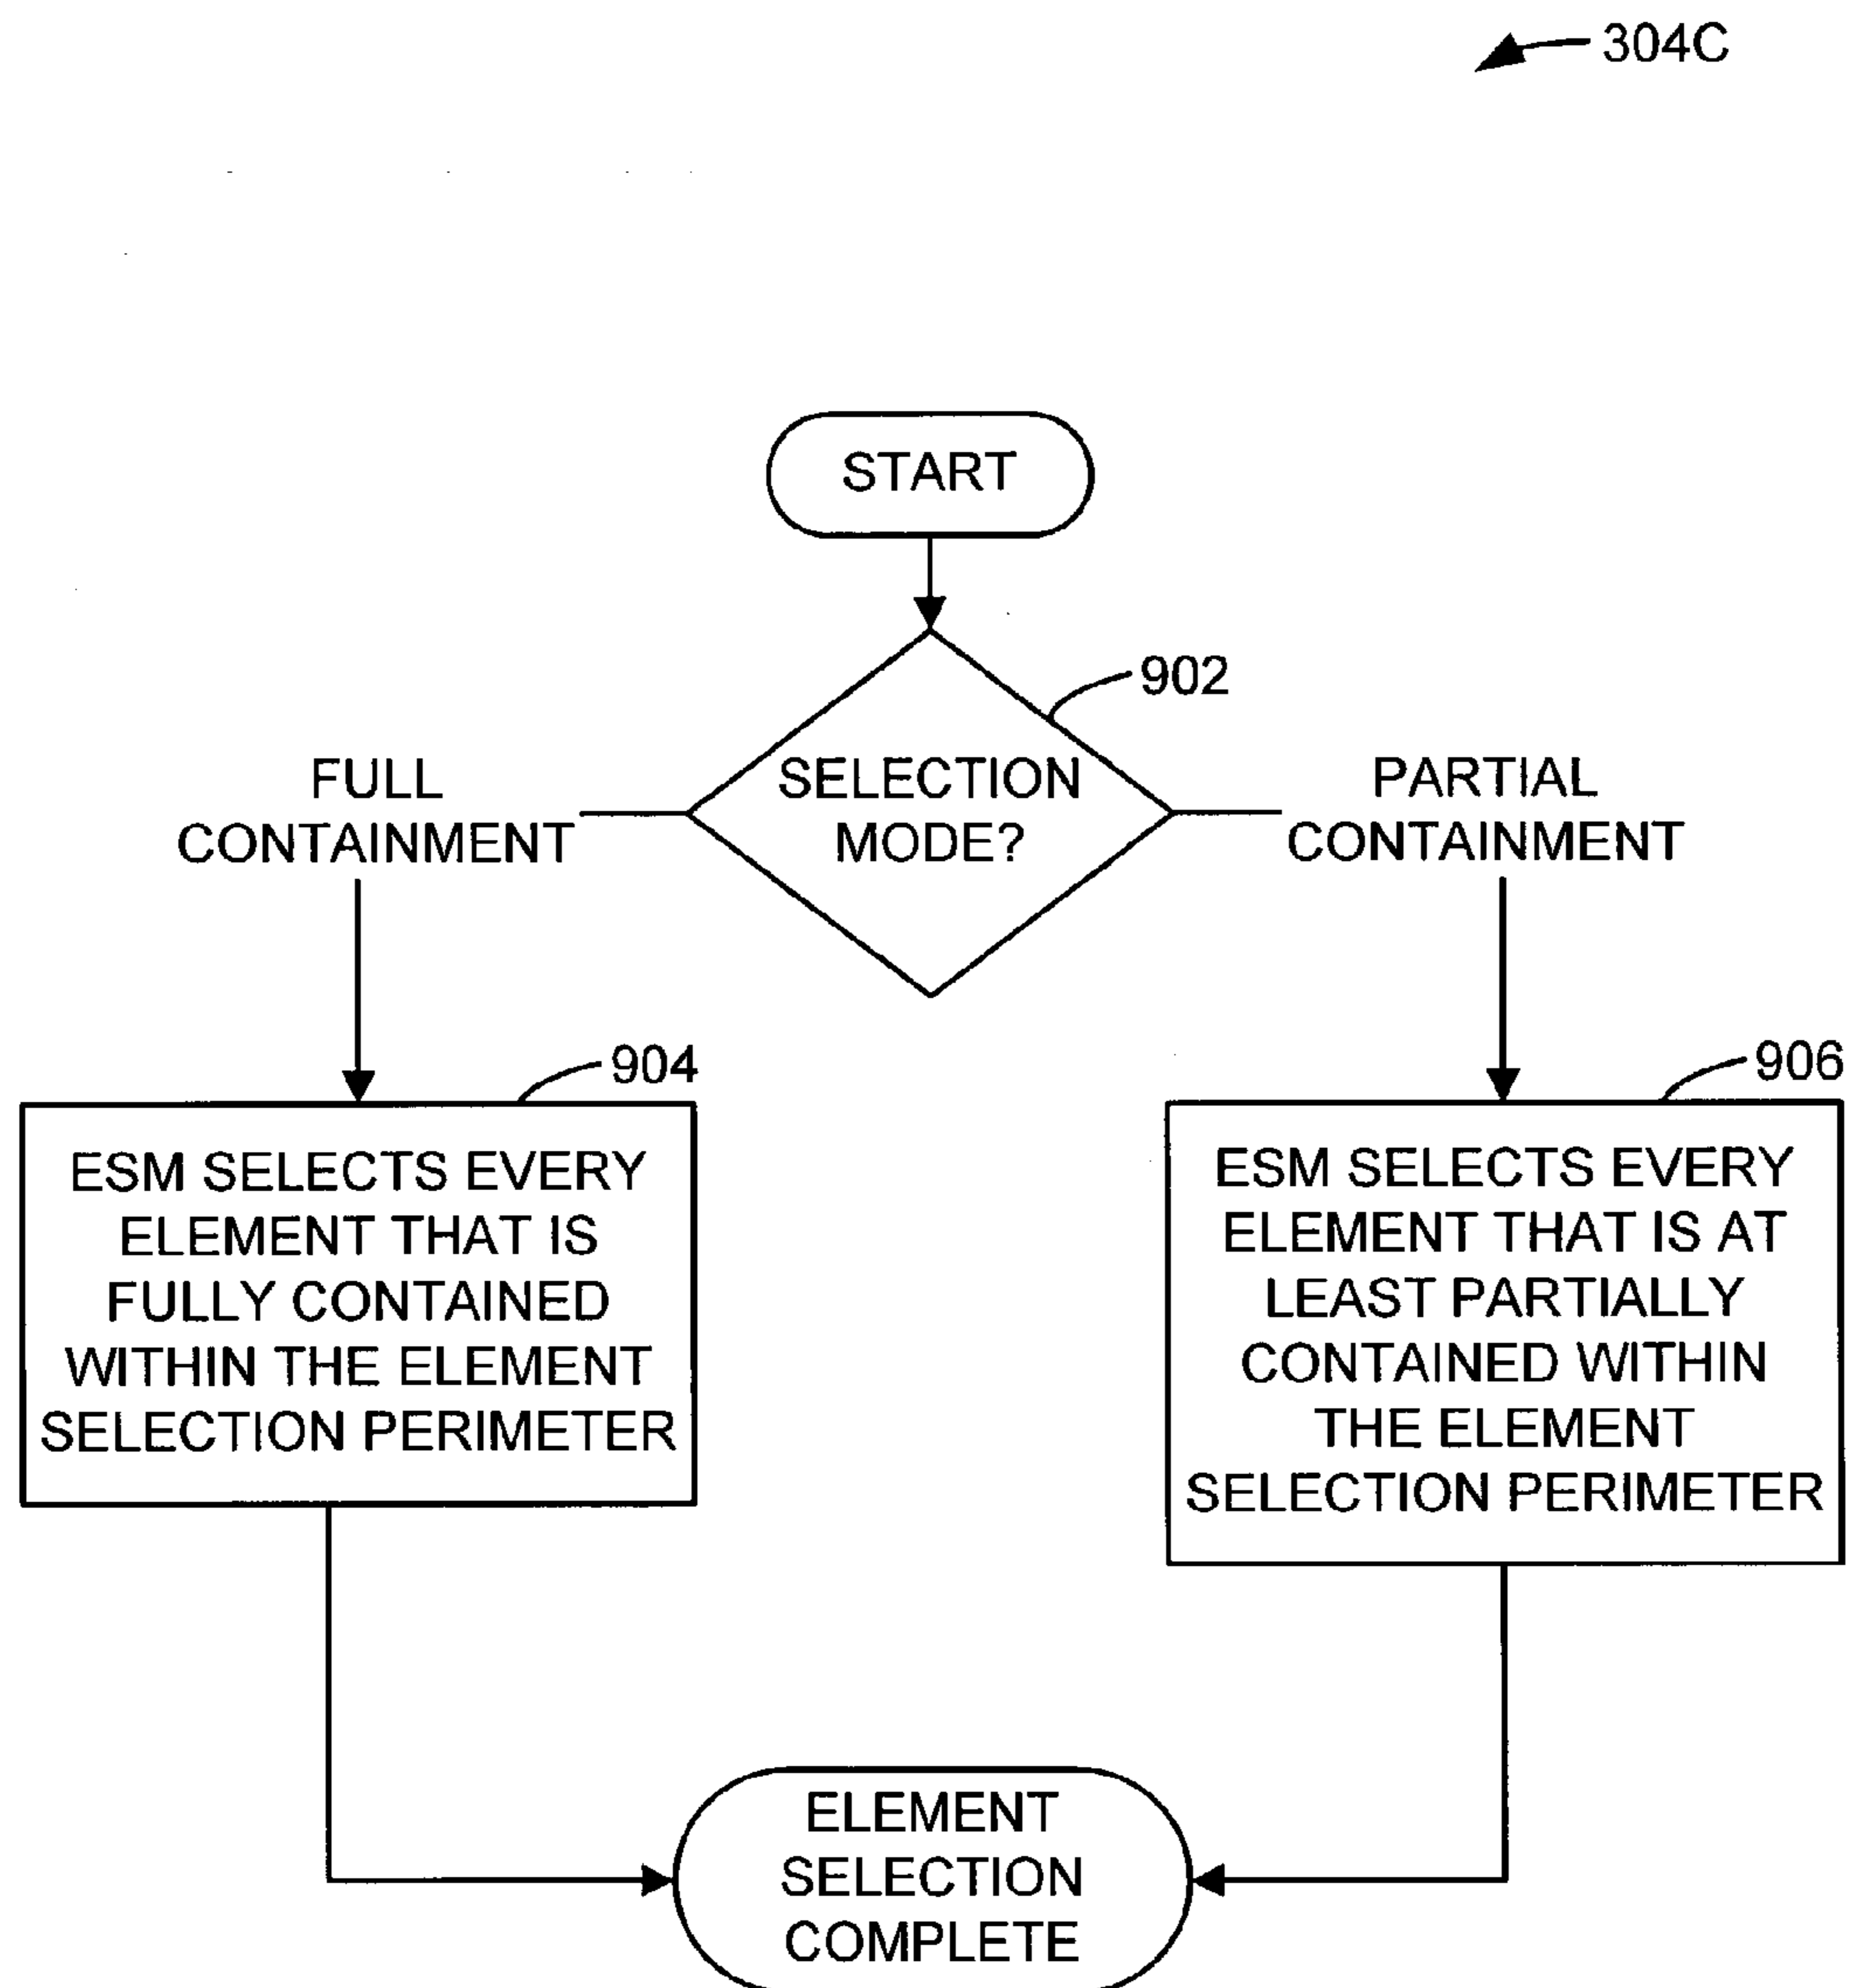 304C
START
902
SELECTION
MODE?
FULL
CONTAINMENT
PARTIAL
CONTAINMENT
904
ESM SELECTS EVERY
ELEMENT THAT IS
FULLY CONTAINED
WITHIN THE ELEMENT
SELECTION PERIMETER
906
ESM SELECTS EVERY
ELEMENT THAT IS AT
LEAST PARTIALLY
CONTAINED WITHIN
THE ELEMENT
SELECTION PERIMETER
ELEMENT
SELECTION
COMPLETE